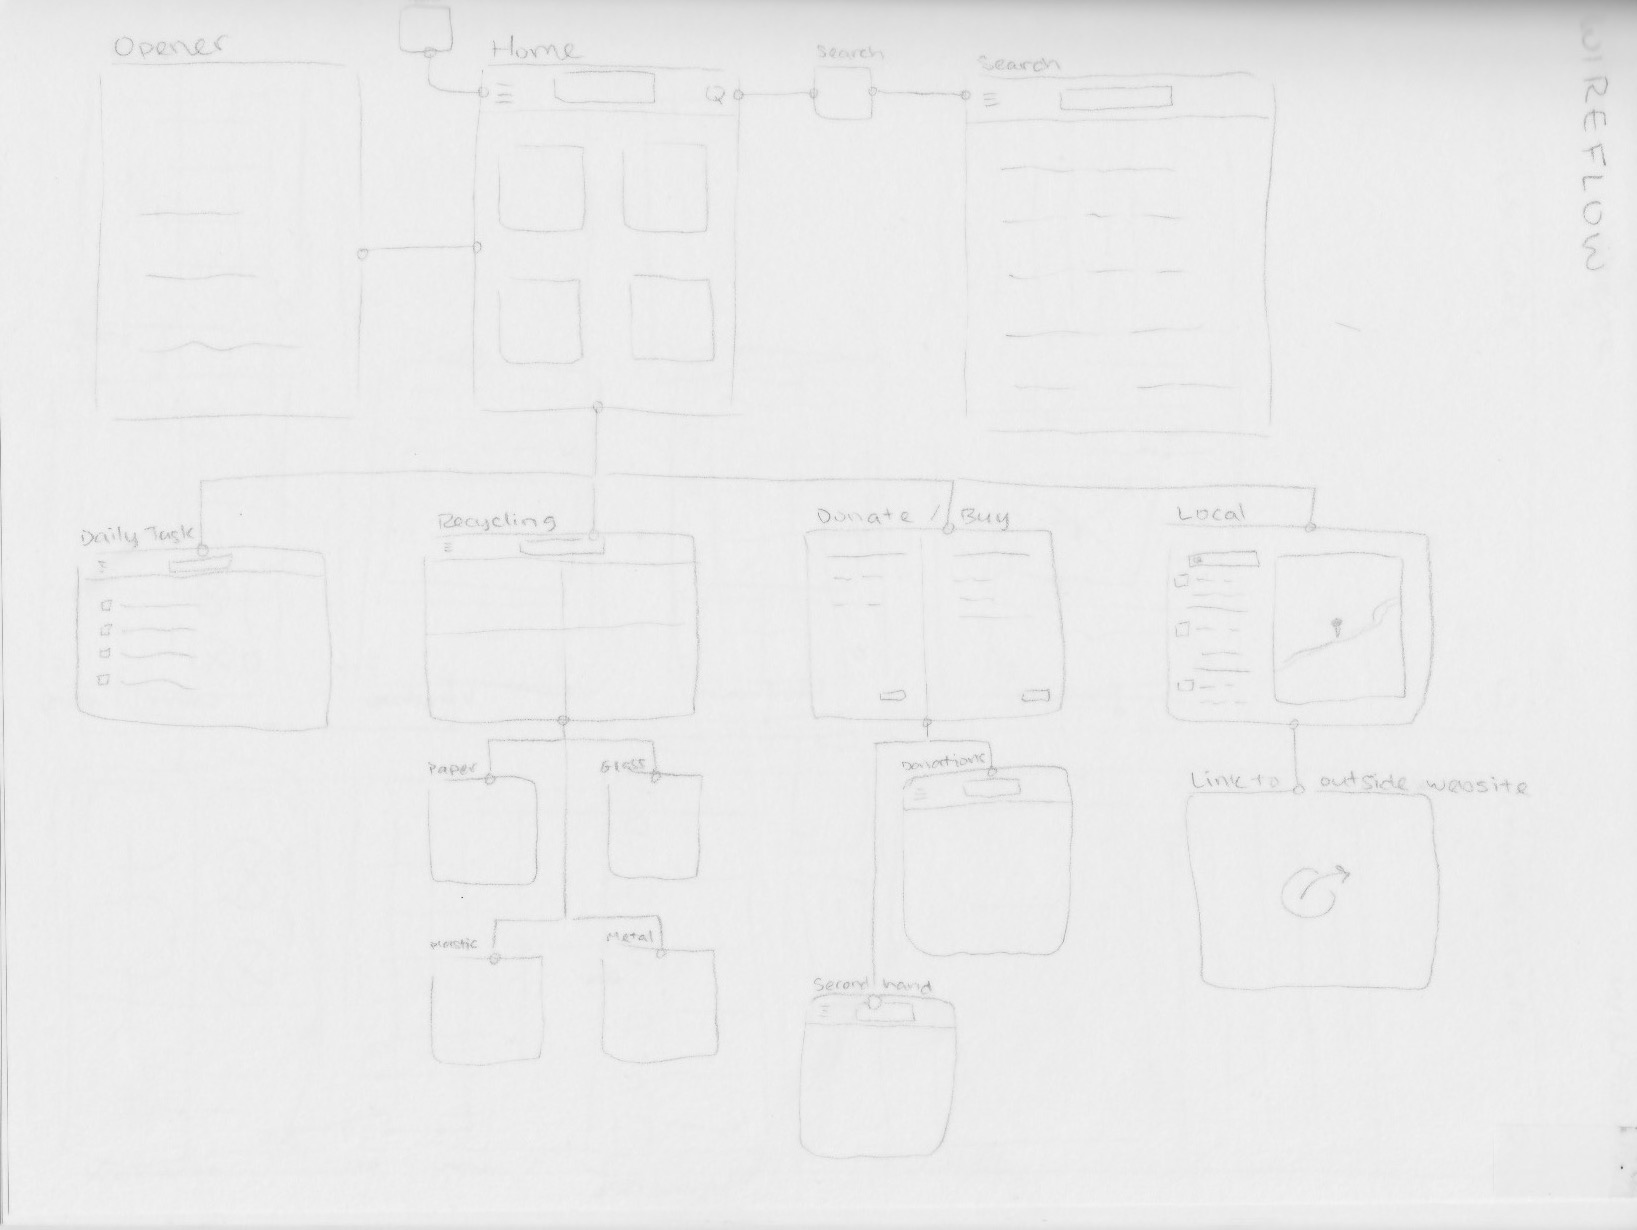 Opener
Home
Search
Search
WIREFLOW
Daily Task
Recycling
Donate / Buy
Local
Paper
Glass
Donations
Link to outside website
Plastic
Metal
Second hand